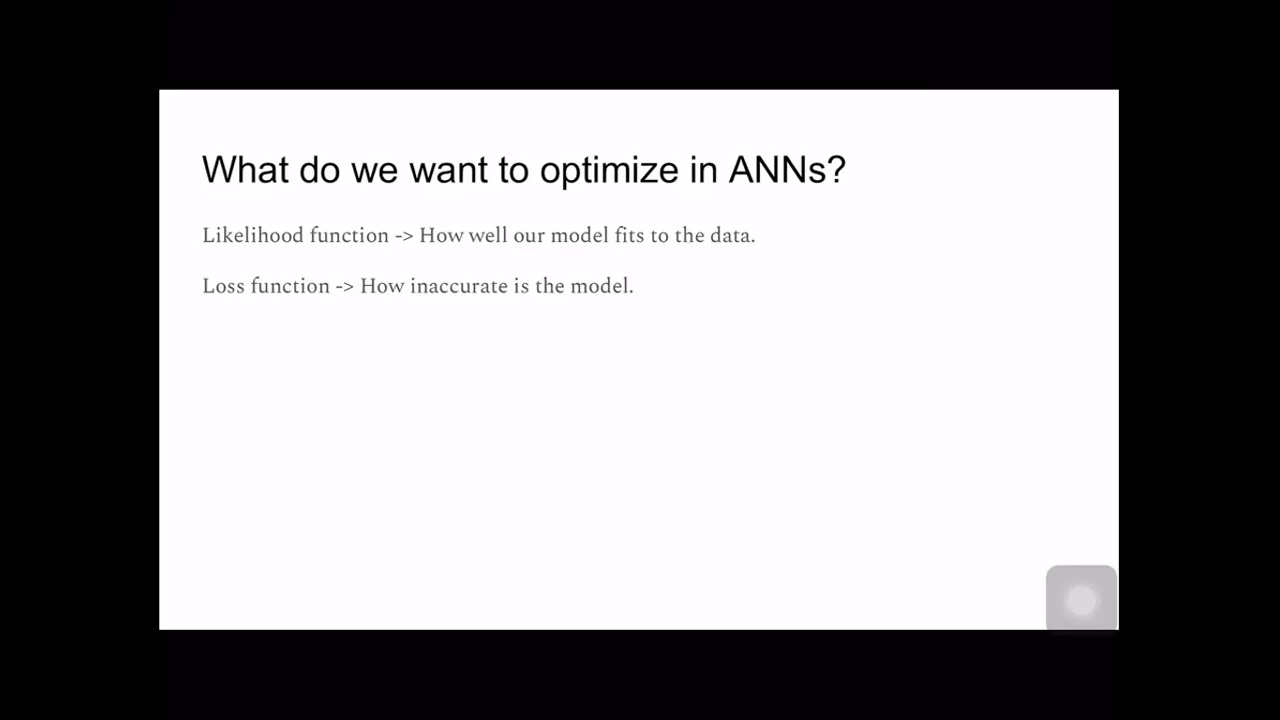 What do we want to optimize in ANNs?
Likelihood function -> How well our model fits to the data.
Loss function -> How inaccurate is the model.